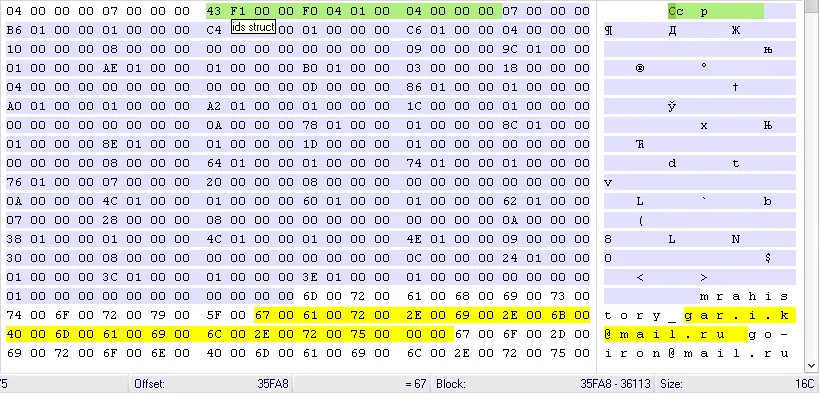 04 00 00 00 07 00 00 00 43 F1 00 00 F0 04 01 00 04 00 00 00 07 00 00 00 Сс р
ids struct
B6 01 00 00 01 00 00 00 C4 00 01 00 00 00 C6 01 00 00 01 00 00 00 ¶ Д Ж
10 00 00 00 08 00 00 00 00 00 00 00 00 00 00 00 09 00 00 00 9C 01 00 00 њ
01 00 00 00 AE 01 00 00 01 00 00 00 B0 01 00 00 03 00 00 00 18 00 00 00 ® °
04 00 00 00 00 00 00 00 00 00 00 00 0D 00 00 00 86 01 00 00 01 00 00 00 †
A0 01 00 00 01 00 00 00 A2 01 00 00 01 00 00 00 1C 00 00 00 01 00 00 00 ў
00 00 00 00 00 00 00 00 0A 00 00 00 78 01 00 00 01 00 00 00 8C 01 00 00 x Њ
01 00 00 00 8E 01 00 00 01 00 00 00 1D 00 00 00 01 00 00 00 00 00 00 00 Ћ
00 00 00 00 08 00 00 00 64 01 00 00 01 00 00 00 74 01 00 00 01 00 00 00 d t
76 01 00 00 07 00 00 00 20 00 00 00 08 00 00 00 00 00 00 00 00 00 00 00 v
0A 00 00 00 4C 01 00 00 01 00 00 00 60 01 00 00 01 00 00 00 62 01 00 00 L ` b
07 00 00 00 28 00 00 00 08 00 00 00 00 00 00 00 00 00 00 00 0A 00 00 00 (
38 01 00 00 01 00 00 00 4C 01 00 00 01 00 00 00 4E 01 00 00 09 00 00 00 8 L N
30 00 00 00 08 00 00 00 00 00 00 00 00 00 00 00 0C 00 00 00 24 01 00 00 0 $
01 00 00 00 3C 01 00 00 01 00 00 00 3E 01 00 00 01 00 00 00 00 00 00 00 < >
01 00 00 00 00 00 00 00 00 00 00 00 6D 00 72 00 61 00 68 00 69 00 73 00 mrahis
74 00 6F 00 72 00 79 00 5F 00 67 00 61 00 72 00 2E 00 69 00 2E 00 6B 00 tory_gar.i.k
40 00 6D 00 61 00 69 00 6C 00 2E 00 72 00 75 00 00 00 67 00 6F 00 2D 00 @mail.ru go-
69 00 72 00 6F 00 6E 00 40 00 6D 00 61 00 69 00 6C 00 2E 00 72 00 75 00 iron@mail.ru
75 Offset: 35FA8 = 67 Block: 35FA8 - 36113 Size: 16C